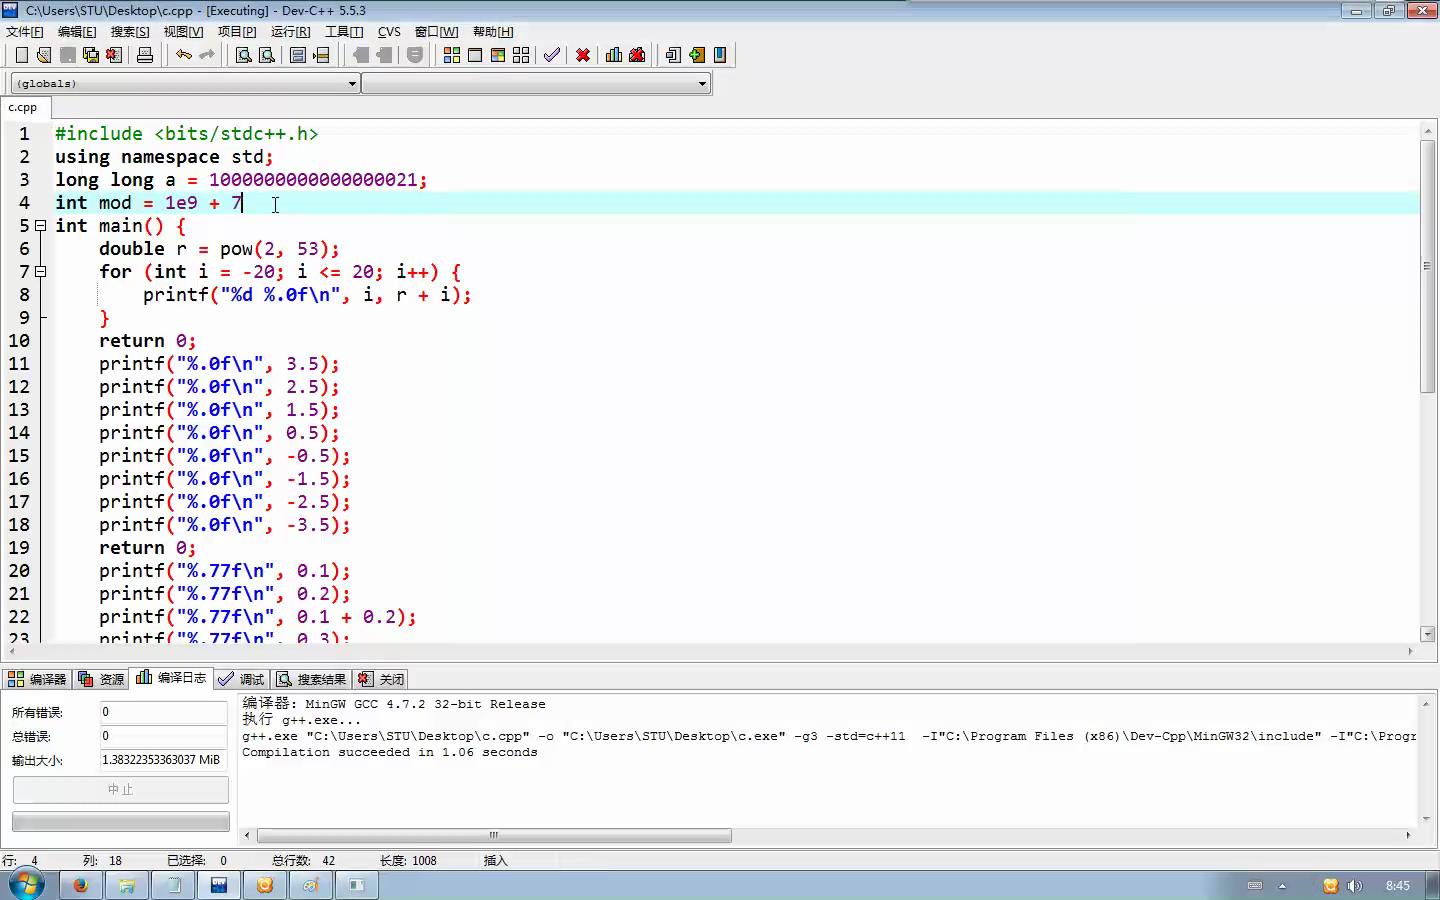 C:\Users\STU\Desktop\c.cpp - [Executing] - Dev-C++ 5.5.3
文件[F] 编辑[E] 搜索[S] 视图[V] 项目[P] 运行[R] 工具[T] CVS 窗口[W] 帮助[H]
(globals)
c.cpp
1 #include <bits/stdc++.h>
2 using namespace std;
3 long long a = 1000000000000000021;
4 int mod = 1e9 + 7
5 int main() {
6 double r = pow(2, 53);
7 for (int i = -20; i <= 20; i++) {
8 printf("%d %.0f\n", i, r + i);
9 }
10 return 0;
11 printf("%.0f\n", 3.5);
12 printf("%.0f\n", 2.5);
13 printf("%.0f\n", 1.5);
14 printf("%.0f\n", 0.5);
15 printf("%.0f\n", -0.5);
16 printf("%.0f\n", -1.5);
17 printf("%.0f\n", -2.5);
18 printf("%.0f\n", -3.5);
19 return 0;
20 printf("%.77f\n", 0.1);
21 printf("%.77f\n", 0.2);
22 printf("%.77f\n", 0.1 + 0.2);
23 printf("%.77f\n", 0.3);
编译器 资源 编译日志 调试 搜索结果 关闭
所有错误: 0
总错误: 0
输出大小: 1.38322353363037 MiB
中止
编译器: MinGW GCC 4.7.2 32-bit Release
执行 g++.exe...
g++.exe "C:\Users\STU\Desktop\c.cpp" -o "C:\Users\STU\Desktop\c.exe" -g3 -std=c++11 -I"C:\Program Files (x86)\Dev-Cpp\MinGW32\include" -I"C:\Progr
Compilation succeeded in 1.06 seconds
行: 4 列: 18 已选择: 0 总行数: 42 长度: 1008 插入
8:45